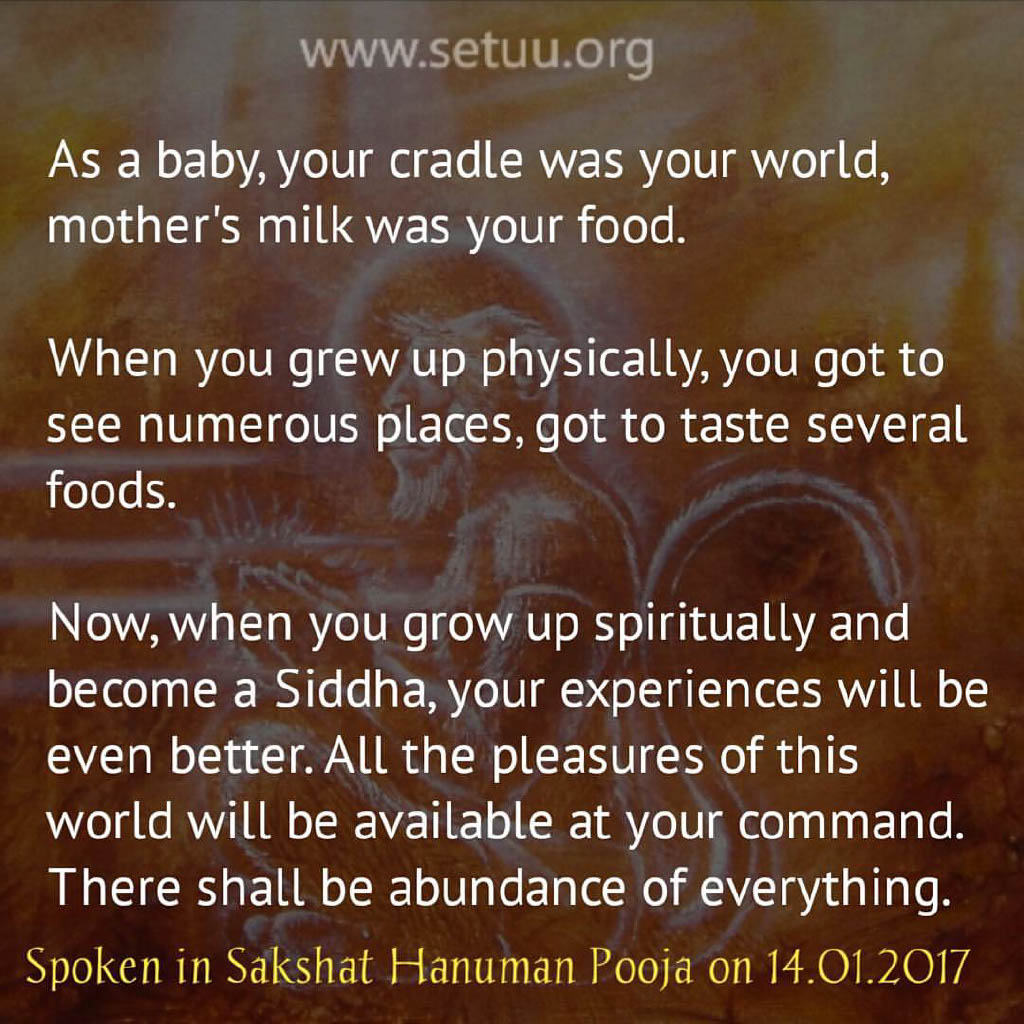 www.setuu.org
As a baby, your cradle was your world,
mother's milk was your food.
When you grew up physically, you got to
see numerous places, got to taste several
foods.
Now, when you grow up spiritually and
become a Siddha, your experiences will be
even better. All the pleasures of this
world will be available at your command.
There shall be abundance of everything.
Spoken in Sakshat Hanuman Pooja on 14.01.2017